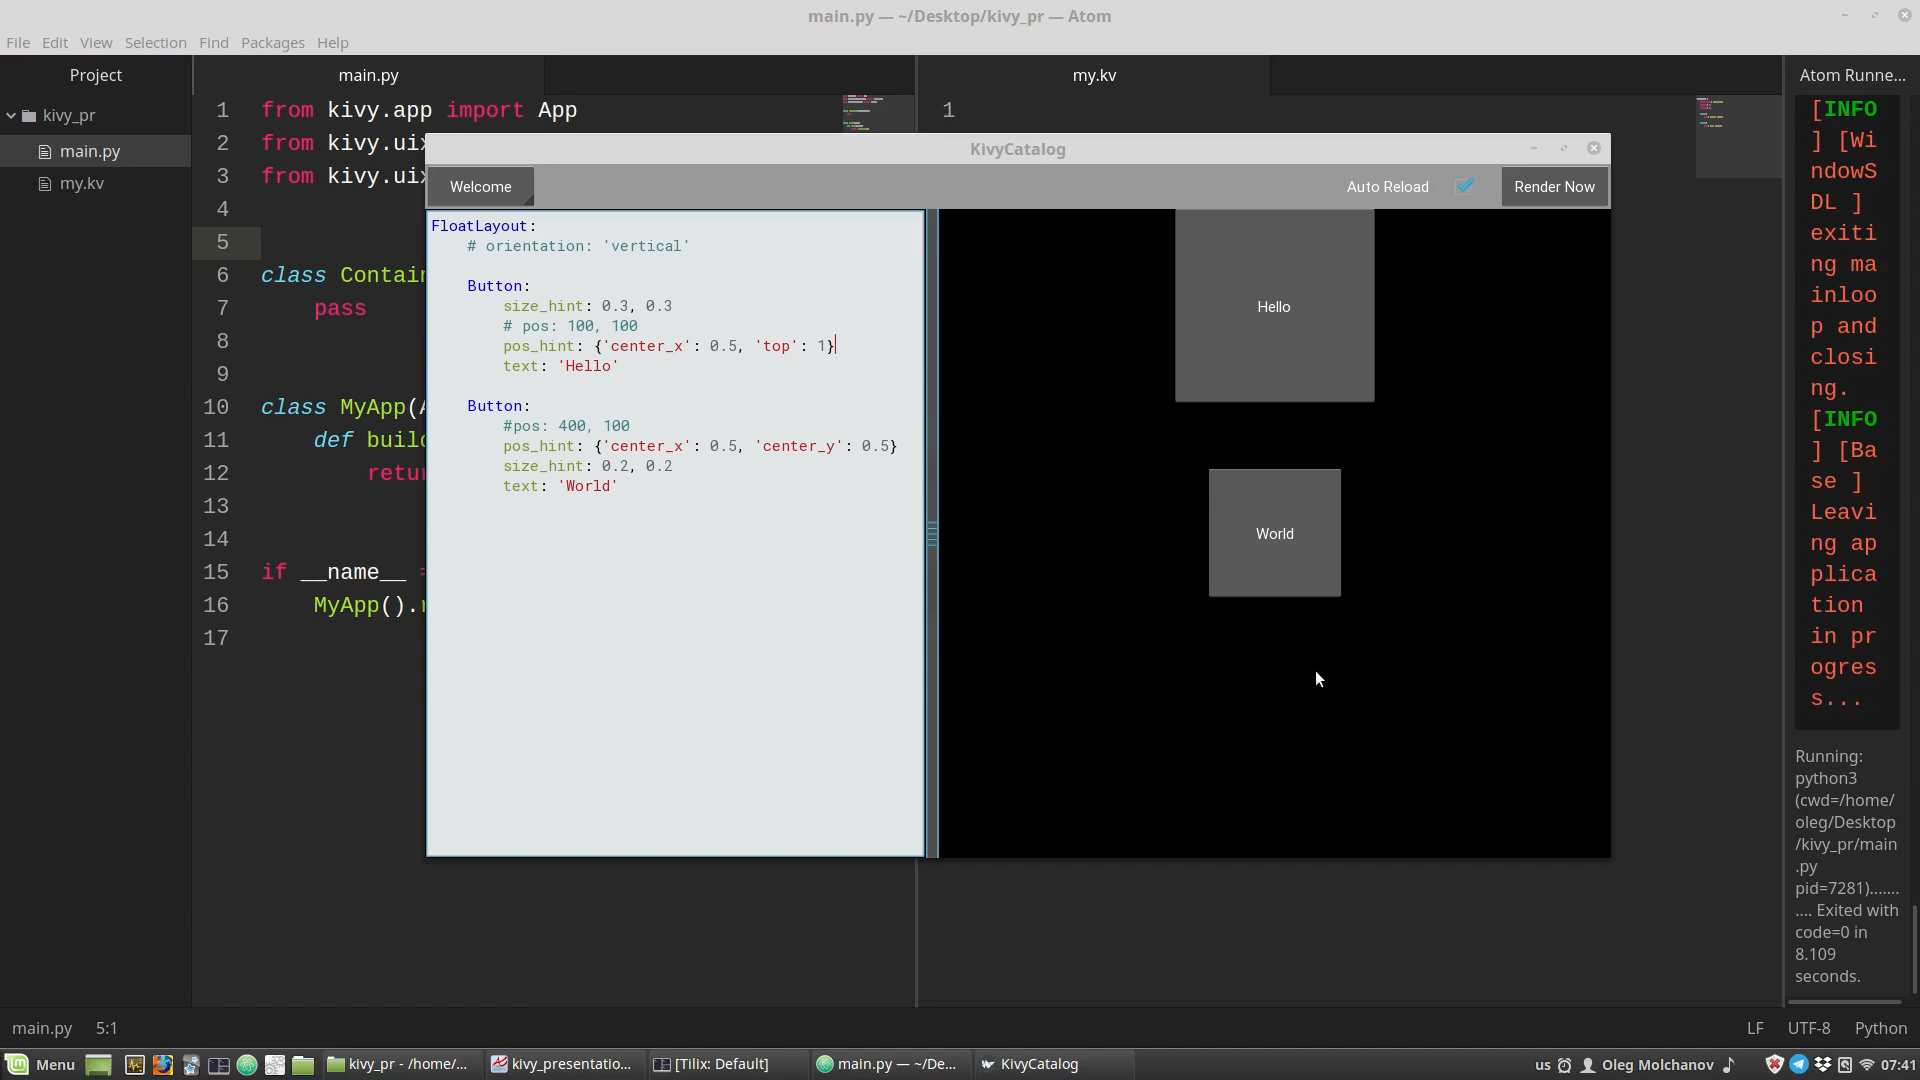 main.py — ~/Desktop/kivy_pr — Atom
File Edit View Selection Find Packages Help
Project
kivy_pr
main.py
my.kv
main.py
1 from kivy.app import App
2 from kivy.uix
3 from kivy.uix
4
5
6 class Contain
7 pass
8
9
10 class MyApp(A
11 def build
12 retur
13
14
15 if __name__ =
16 MyApp().r
17
my.kv
1
KivyCatalog
Welcome
Auto Reload
Render Now
FloatLayout:
# orientation: 'vertical'
Button:
size_hint: 0.3, 0.3
# pos: 100, 100
pos_hint: {'center_x': 0.5, 'top': 1}
text: 'Hello'
Button:
#pos: 400, 100
pos_hint: {'center_x': 0.5, 'center_y': 0.5}
size_hint: 0.2, 0.2
text: 'World'
Hello
World
Atom Runne...
[INFO
] [Wi
ndowS
DL ]
exiti
ng ma
inloo
p and
closi
ng.
[INFO
] [Ba
se ]
Leavi
ng ap
plica
tion
in pr
ogres
s...
Running:
python3
(cwd=/home/
oleg/Desktop
/kivy_pr/main
.py
pid=7281).......
.... Exited with
code=0 in
8.109
seconds.
main.py 5:1
LF UTF-8 Python
Menu
kivy_pr - /home/...
kivy_presentatio...
[Tilix: Default]
main.py — ~/De...
KivyCatalog
us
Oleg Molchanov
07:41